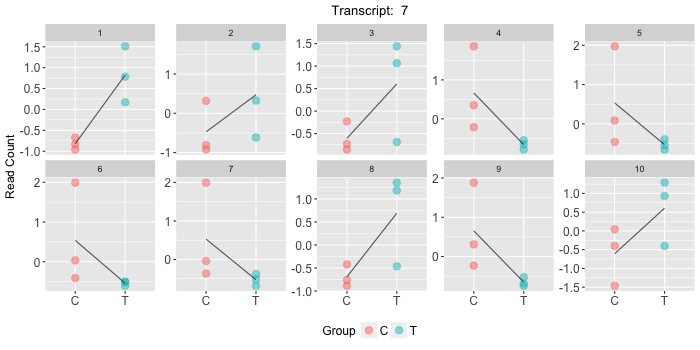 Transcript: 7
1 2 3 4 5
1.5 1.0 0.5 0.0 -0.5 -1.0
1 0 -1
1.5 1.0 0.5 0.0 -0.5
1 0
2 1 0
Read Count
6 7 8 9 10
2 1 0
2 1 0
1.0 0.5 0.0 -0.5 -1.0
2 1 0
1.0 0.5 0.0 -0.5 -1.0 -1.5
C T C T C T C T C T
Group C T